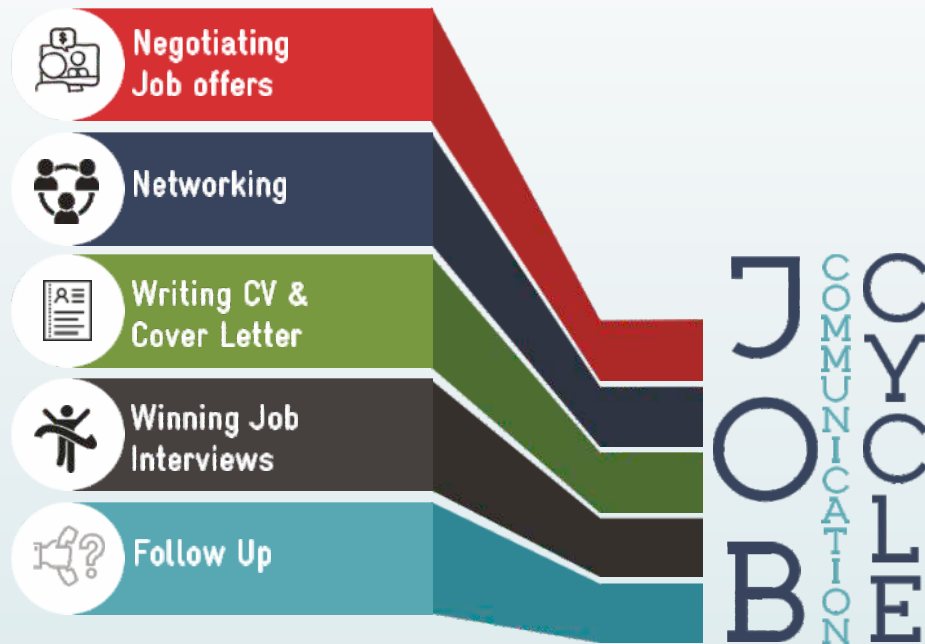 Negotiating
Job offers
Networking
Writing CV &
Cover Letter
Winning Job
Interviews
Follow Up
JOB
COMMUNICATION
CYCLE